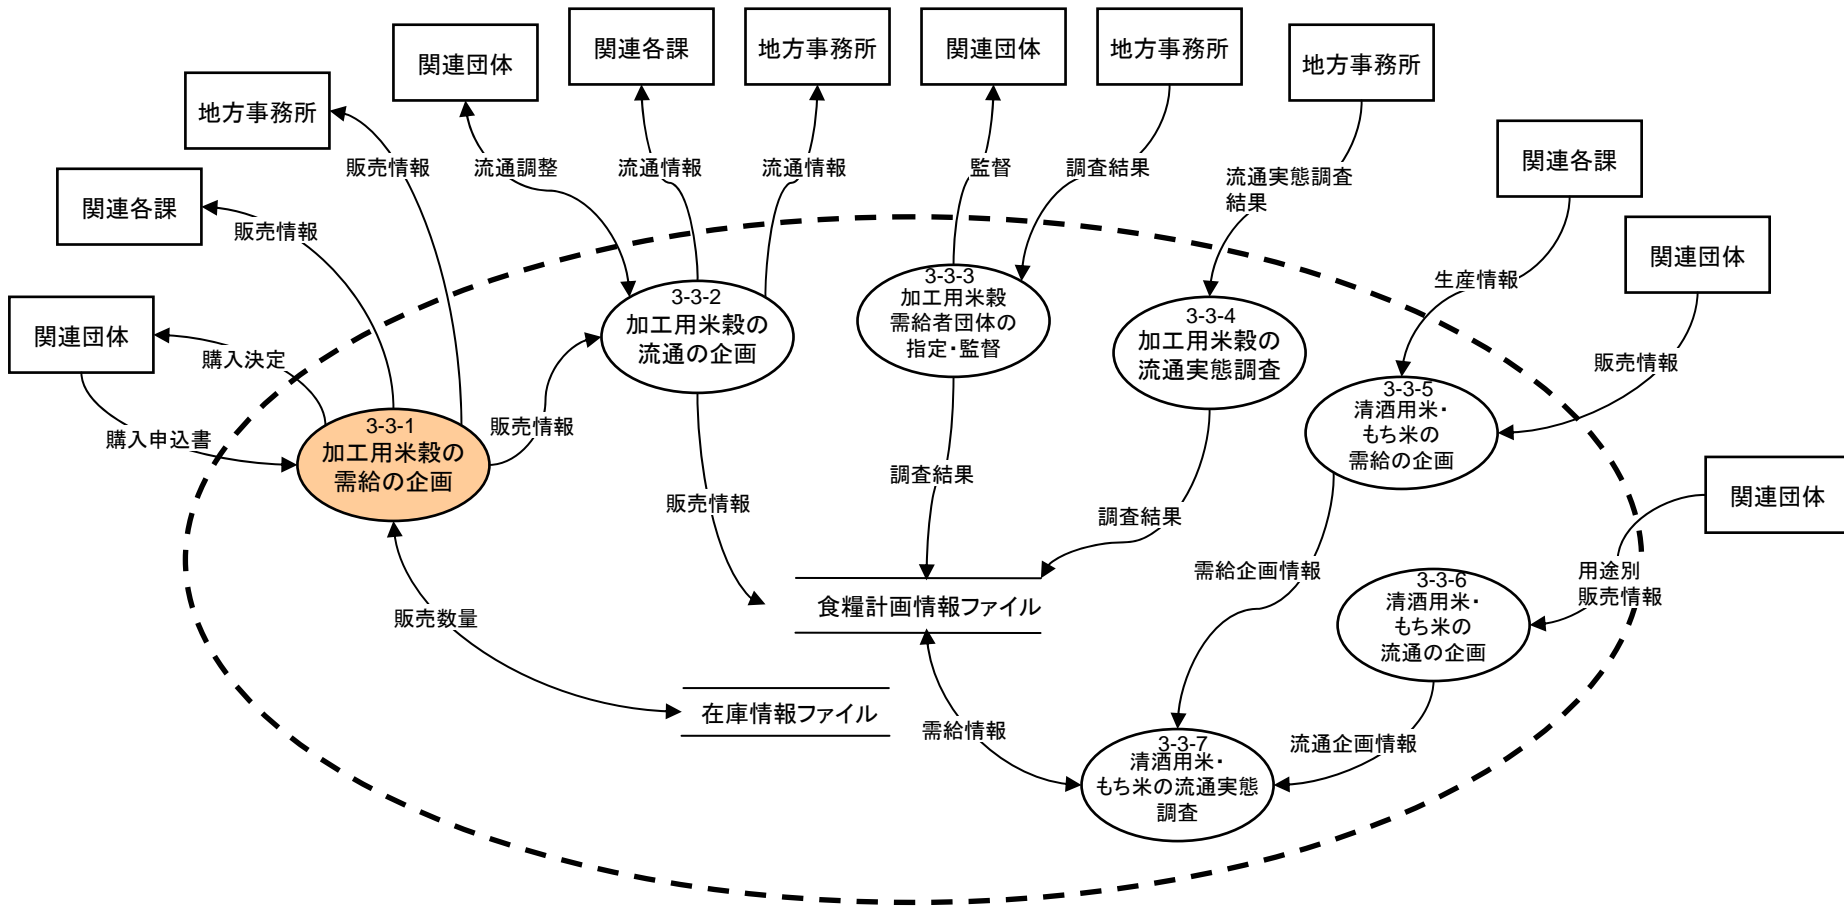 関連団体
関連各課
地方事務所
関連団体
地方事務所
地方事務所
関連各課
関連団体
関連団体
関連各課
地方事務所
関連団体
関連団体
販売情報
販売情報
購入決定
購入申込書
流通調整
流通情報
流通情報
監督
調査結果
流通実態調査
結果
生産情報
販売情報
3-3-1
加工用米穀の
需給の企画
販売情報
3-3-2
加工用米穀の
流通の企画
3-3-3
加工用米穀
需給者団体の
指定・監督
3-3-4
加工用米穀の
流通実態調査
3-3-5
清酒用米・
もち米の
需給の企画
販売情報
調査結果
調査結果
需給企画情報
用途別
販売情報
3-3-6
清酒用米・
もち米の
流通の企画
食糧計画情報ファイル
販売数量
在庫情報ファイル
需給情報
流通企画情報
3-3-7
清酒用米・
もち米の流通実態
調査